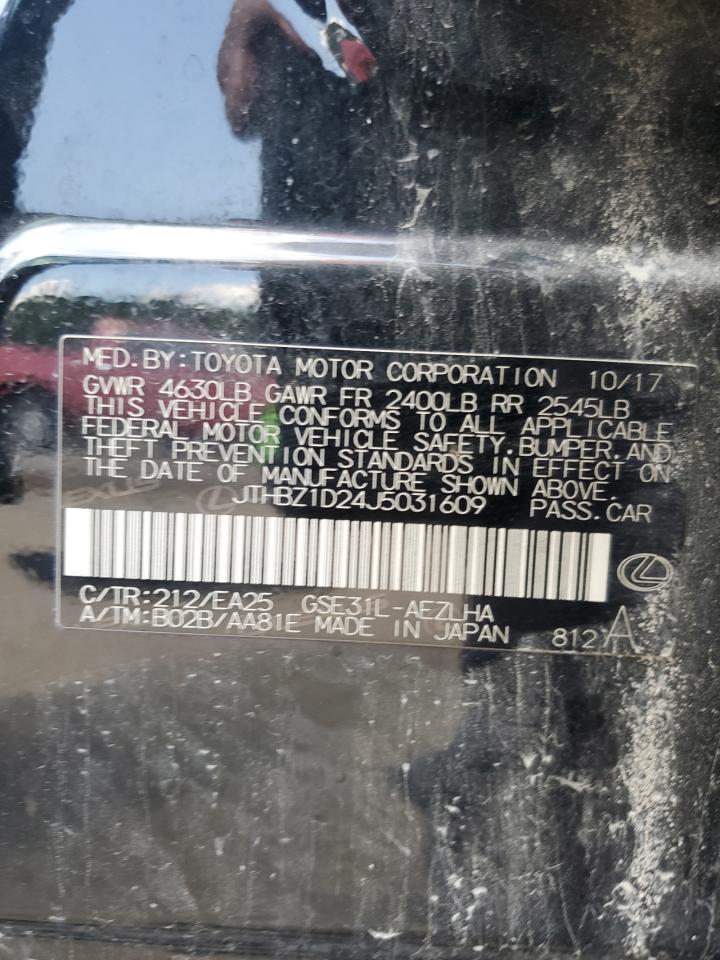 MFD.BY:TOYOTA MOTOR CORPORATION 10/17
GVWR 4630LB GAWR FR 2400LB RR 2545LB
THIS VEHICLE CONFORMS TO ALL APPLICABLE
FEDERAL MOTOR VEHICLE SAFETY,BUMPER,AND
THEFT PREVENTION STANDARDS IN EFFECT ON
THE DATE OF MANUFACTURE SHOWN ABOVE.
JTHBZ1D24J5031609 PASS.CAR
C/TR:212/EA25 GSE31L-AEZLHA
A/TM:B02B/AA81E MADE IN JAPAN 812 A